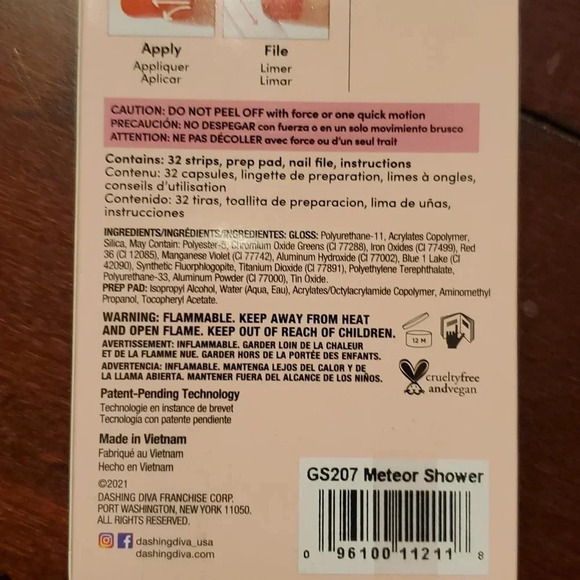 Apply
Appliquer
Aplicar
File
Limer
Limar
CAUTION: DO NOT PEEL OFF with force or one quick motion
PRECAUCIÓN: NO DESPEGAR con fuerza o en un solo movimiento brusco
ATTENTION: NE PAS DÉCOLLER avec force ou d'un seul trait
Contains: 32 strips, prep pad, nail file, instructions
Contenu: 32 capsules, lingette de preparation, limes à ongles,
conseils d'utilisation
Contenido: 32 tiras, toallita de preparacion, lima de uñas,
instrucciones
INGREDIENTS/INGRÉDIENTS/INGREDIENTES: GLOSS: Polyurethane-11, Acrylates Copolymer,
Silica, May Contain: Polyester-5, Chromium Oxide Greens (CI 77288), Iron Oxides (CI 77499), Red
36 (CI 12085), Manganese Violet (CI 77742), Aluminum Hydroxide (CI 77002), Blue 1 Lake (CI
42090), Synthetic Fluorphlogopite, Titanium Dioxide (CI 77891), Polyethylene Terephthalate,
Polyurethane-33, Aluminum Powder (CI 77000), Tin Oxide.
PREP PAD: Isopropyl Alcohol, Water (Aqua, Eau), Acrylates/Octylacrylamide Copolymer, Aminomethyl
Propanol, Tocopheryl Acetate.
WARNING: FLAMMABLE. KEEP AWAY FROM HEAT
AND OPEN FLAME. KEEP OUT OF REACH OF CHILDREN.
AVERTISSEMENT: INFLAMMABLE. GARDER LOIN DE LA CHALEUR
ET DE LA FLAMME NUE. GARDER HORS DE LA PORTÉE DES ENFANTS.
ADVERTENCIA: INFLAMABLE. MANTENGA LEJOS DEL CALOR Y DE
LA LLAMA ABIERTA. MANTENER FUERA DEL ALCANCE DE LOS NIÑOS.
12 M
crueltyfree
andvegan
Patent-Pending Technology
Technologie en instance de brevet
Tecnología con patente pendiente
Made in Vietnam
Fabriqué au Vietnam
Hecho en Vietnam
©2021
DASHING DIVA FRANCHISE CORP.
PORT WASHINGTON, NEW YORK 11050.
ALL RIGHTS RESERVED.
dashingdiva_usa
dashingdiva.com
GS207 Meteor Shower
0 96100 11211 8